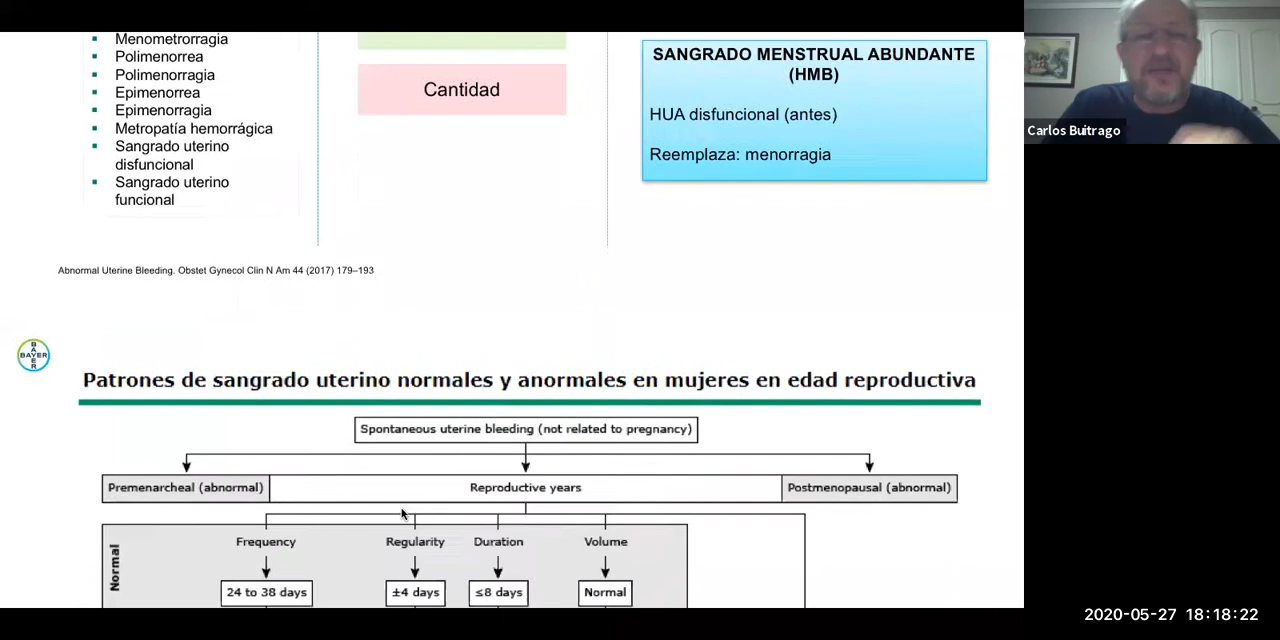 Menometrorragia
Polimenorrea
Polimenorragia
Epimenorrea
Epimenorragia
Metropatía hemorrágica
Sangrado uterino
disfuncional
Sangrado uterino
funcional
Cantidad
SANGRADO MENSTRUAL ABUNDANTE
(HMB)
HUA disfuncional (antes)
Reemplaza: menorragia
Carlos Buitrago
Abnormal Uterine Bleeding. Obstet Gynecol Clin N Am 44 (2017) 179–193
BAYER
BAYER
Patrones de sangrado uterino normales y anormales en mujeres en edad reproductiva
Spontaneous uterine bleeding (not related to pregnancy)
Premenarcheal (abnormal)
Reproductive years
Postmenopausal (abnormal)
Normal
Frequency
Regularity
Duration
Volume
24 to 38 days
±4 days
≤8 days
Normal
2020-05-27 18:18:22